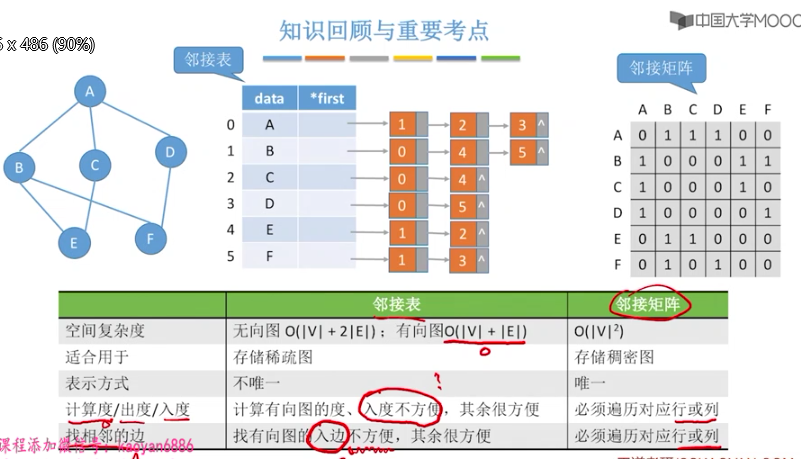 5 x 486 (90%)
知识回顾与重要考点
中国大学MOOC
邻接表
邻接矩阵
A
B
C
D
E
F
data *first
0 A 1 2 3 ^
1 B 0 4 5 ^
2 C 0 4 ^
3 D 0 5 ^
4 E 1 2 ^
5 F 1 3 ^
A B C D E F
A 0 1 1 1 0 0
B 1 0 0 0 1 1
C 1 0 0 0 1 0
D 1 0 0 0 0 1
E 0 1 1 0 0 0
F 0 1 0 1 0 0
邻接表 邻接矩阵
空间复杂度 无向图 O(|V| + 2|E|)；有向图O(|V| + |E|) O(|V|²)
适合用于 存储稀疏图 存储稠密图
表示方式 不唯一 唯一
?
计算度/出度/入度 计算有向图的度、入度不方便，其余很方便 必须遍历对应行或列
找相邻的边 找有向图的入边不方便，其余很方便 必须遍历对应行或列
课程添加微信号：kaoyan6886